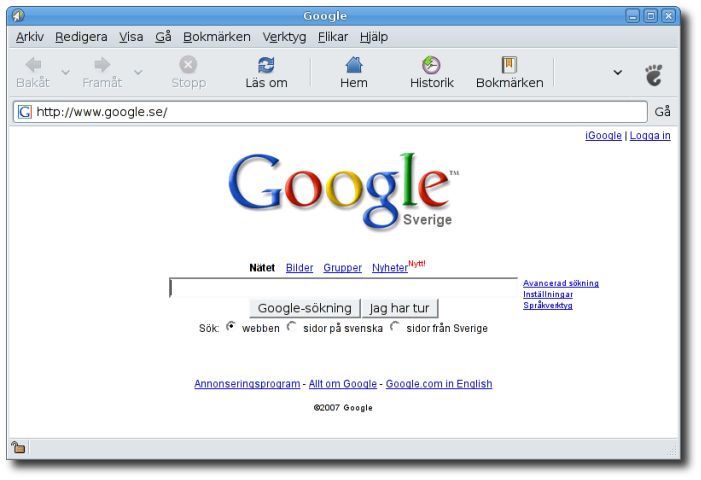 Google
Arkiv Redigera Visa Gå Bokmärken Verktyg Flikar Hjälp
Bakåt Framåt Stopp Läs om Hem Historik Bokmärken
http://www.google.se/ Gå
iGoogle | Logga in
Google™
Sverige
Nätet Bilder Grupper Nyheter Nytt!
Avancerad sökning
Inställningar
Språkverktyg
Google-sökning Jag har tur
Sök: webben sidor på svenska sidor från Sverige
Annonseringsprogram - Allt om Google - Google.com in English
©2007 Google